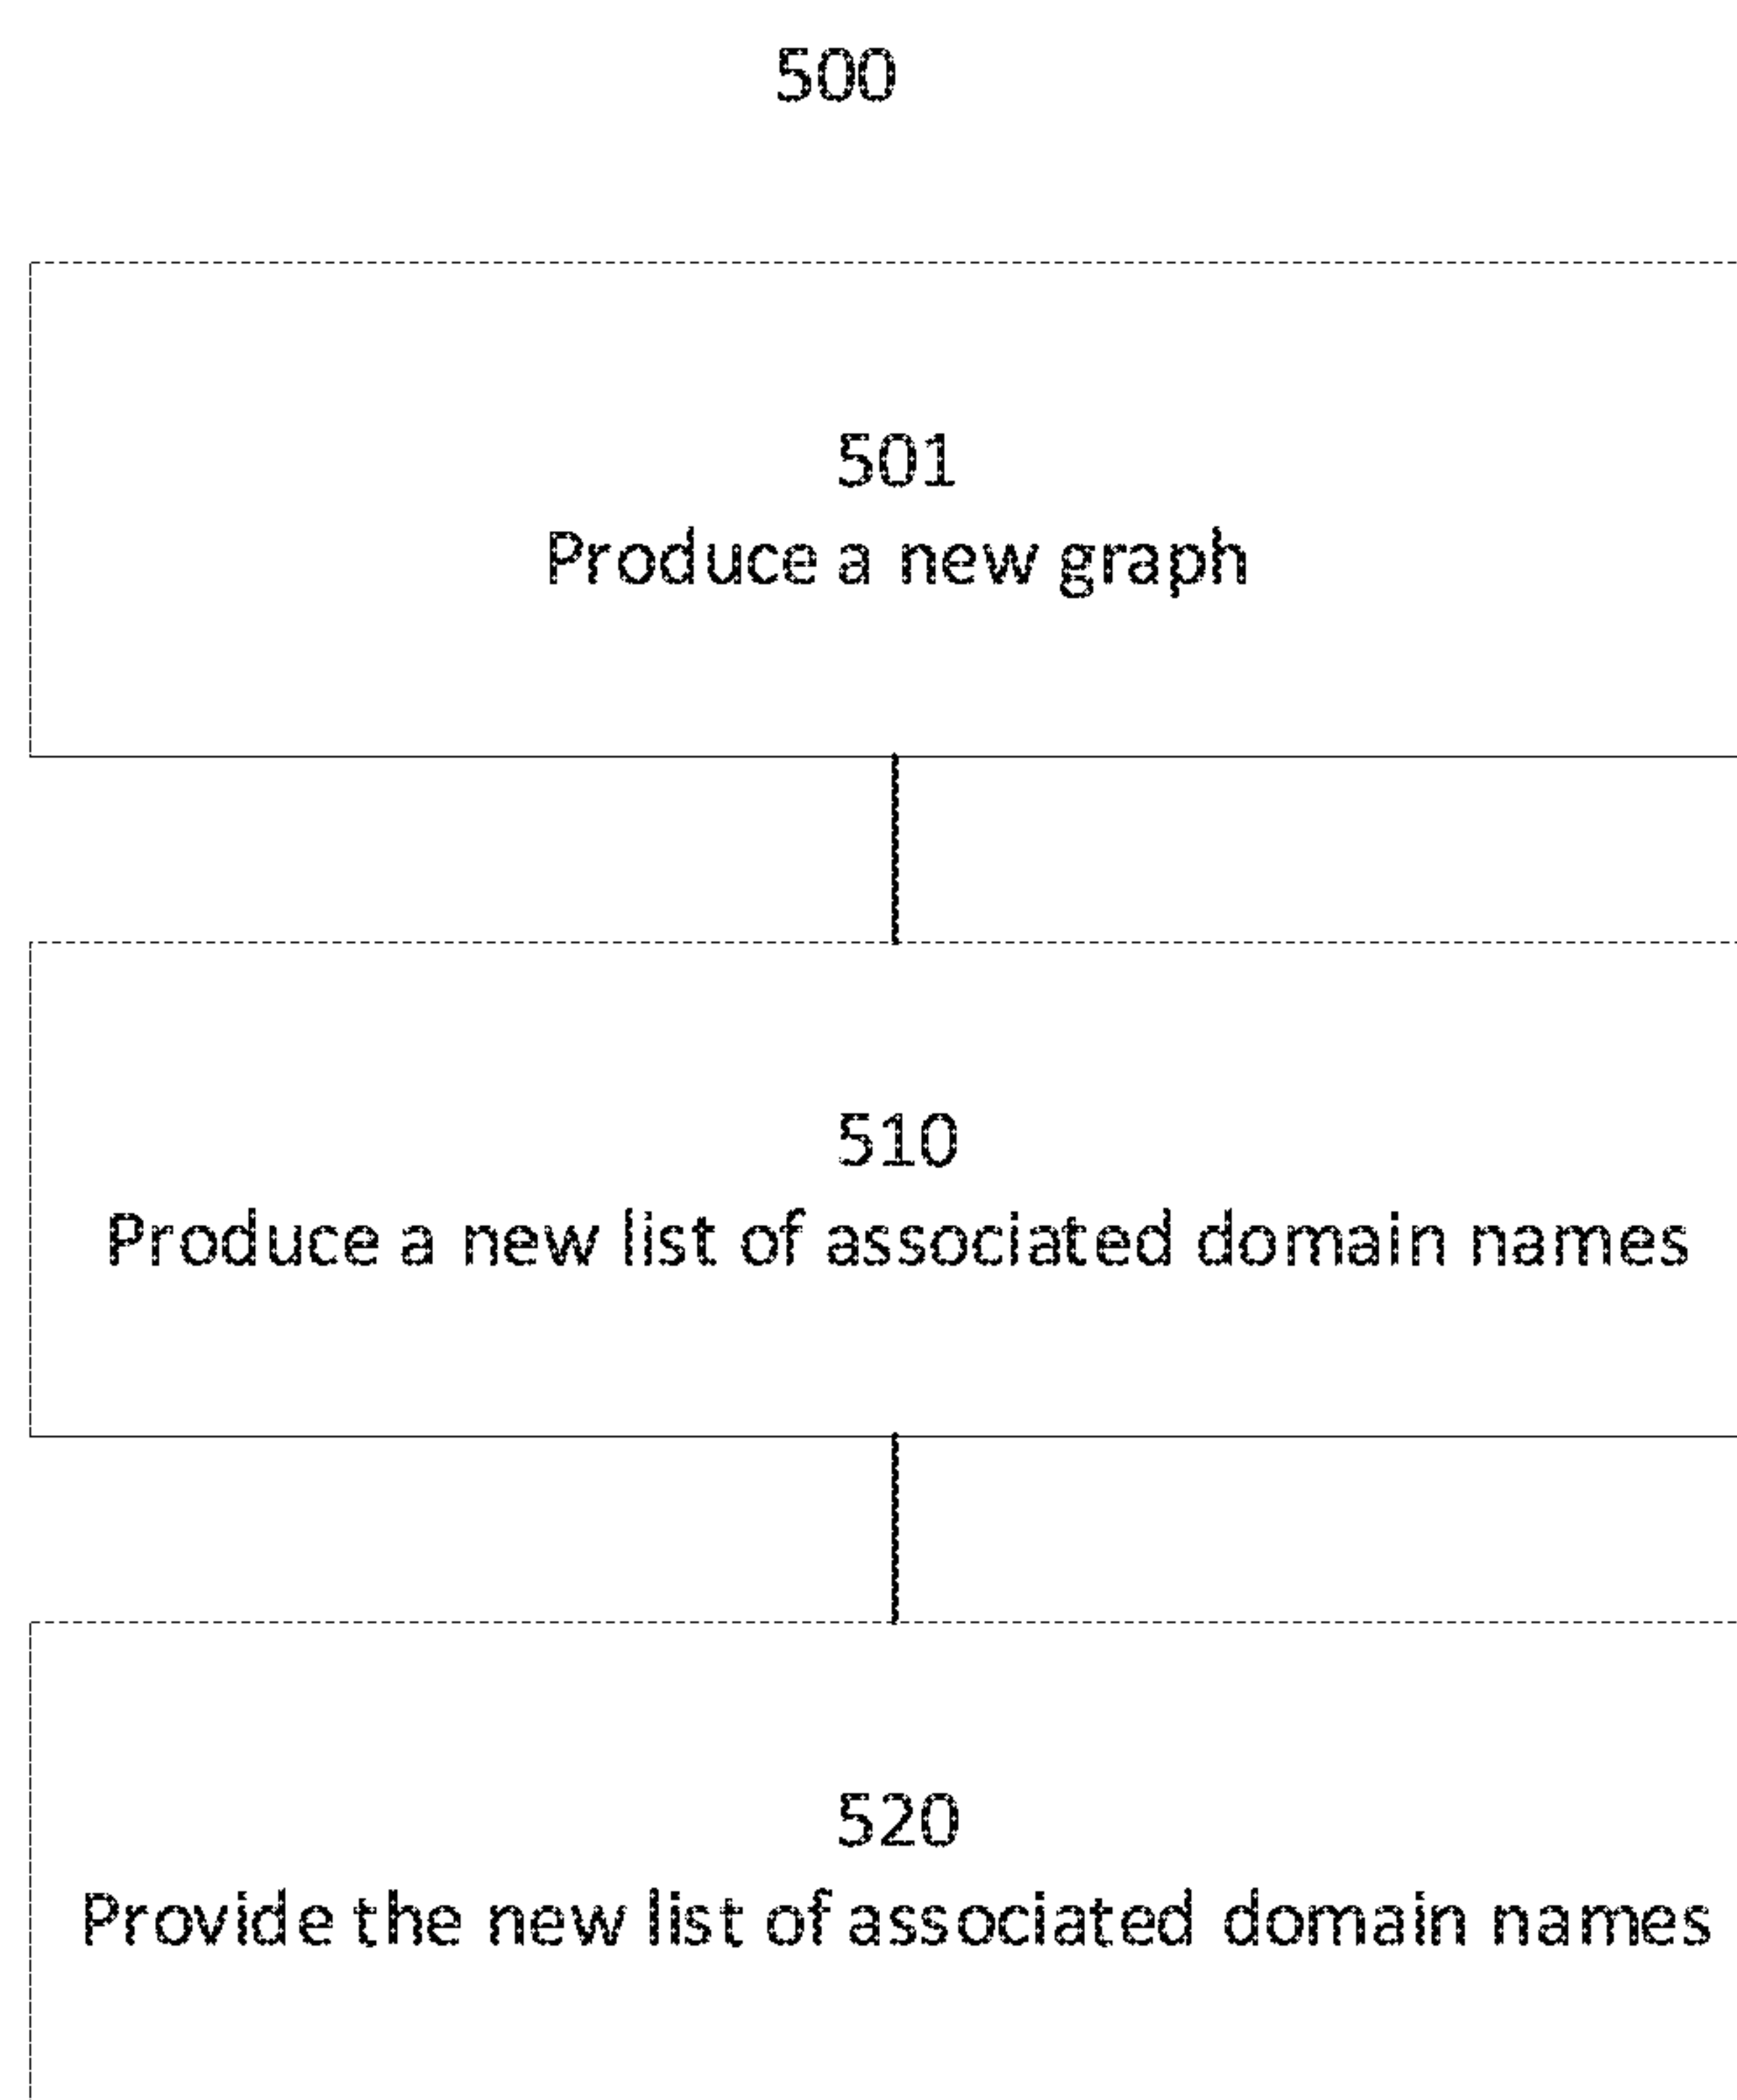 500
501
Produce a new graph
510
Produce a new list of associated domain names
520
Provide the new list of associated domain names